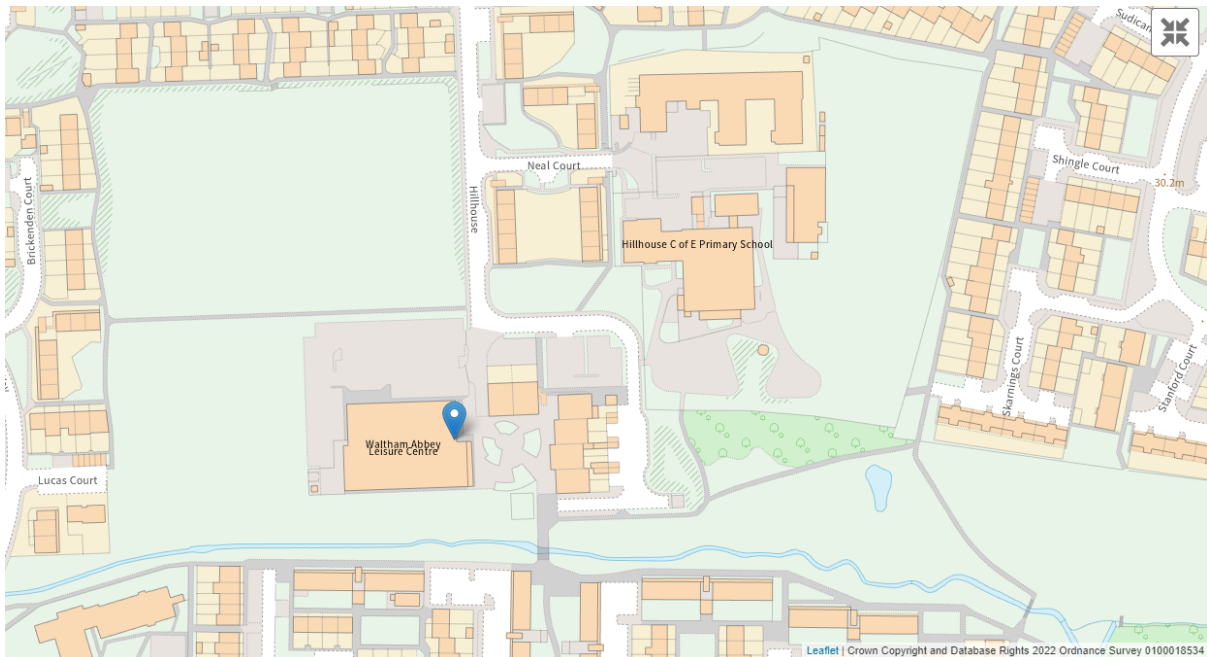 Sudican
Neal Court
Shingle Court
30.2m
Brickenden Court
Hillhouse
Hillhouse C of E Primary School
Skarnings Court
Stanford Court
Waltham Abbey
Leisure Centre
Lucas Court
Leaflet | Crown Copyright and Database Rights 2022 Ordnance Survey 0100018534